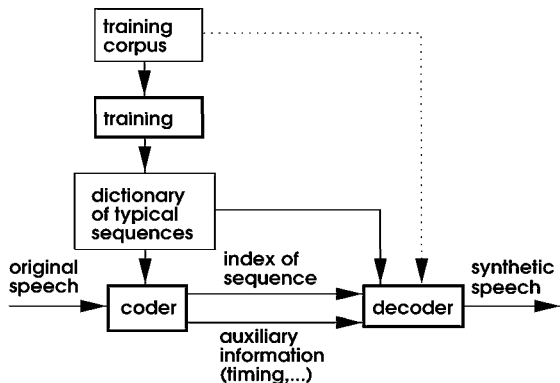 training
corpus
training
dictionary
of typical
sequences
original
speech
index of
sequence
synthetic
speech
coder
decoder
auxiliary
information
(timing,...)